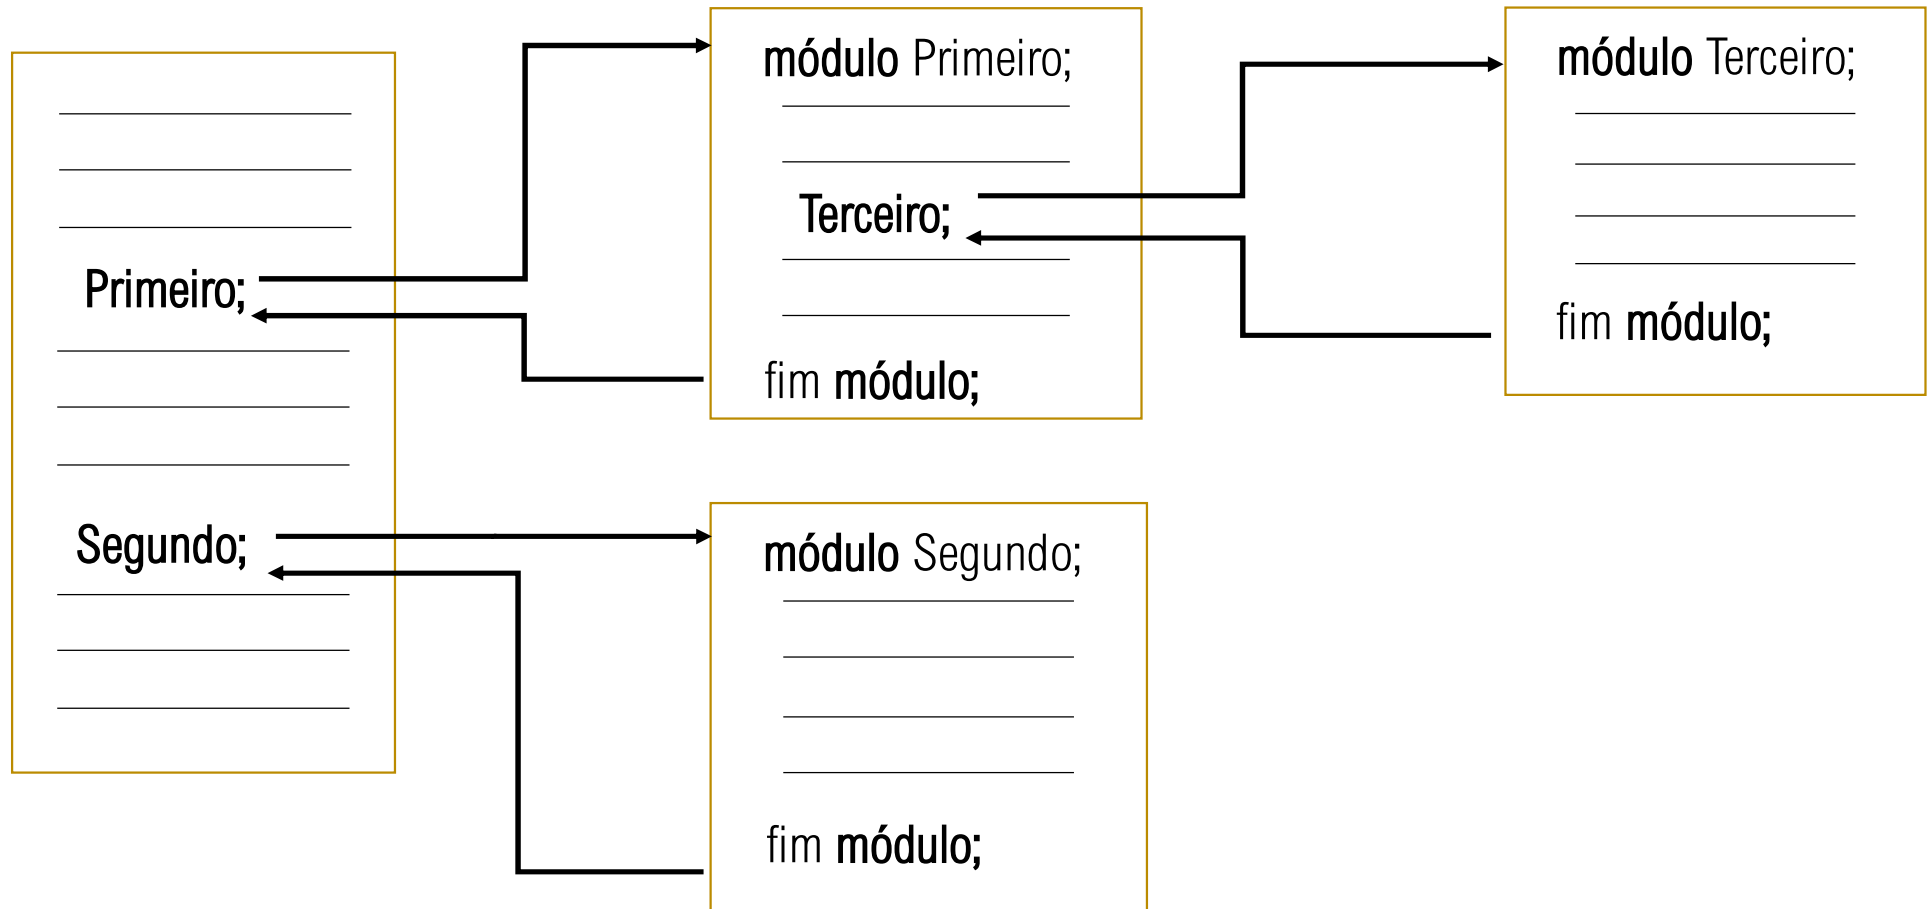 Primeiro;
Segundo;
módulo Primeiro;
Terceiro;
fim módulo;
módulo Terceiro;
fim módulo;
módulo Segundo;
fim módulo;